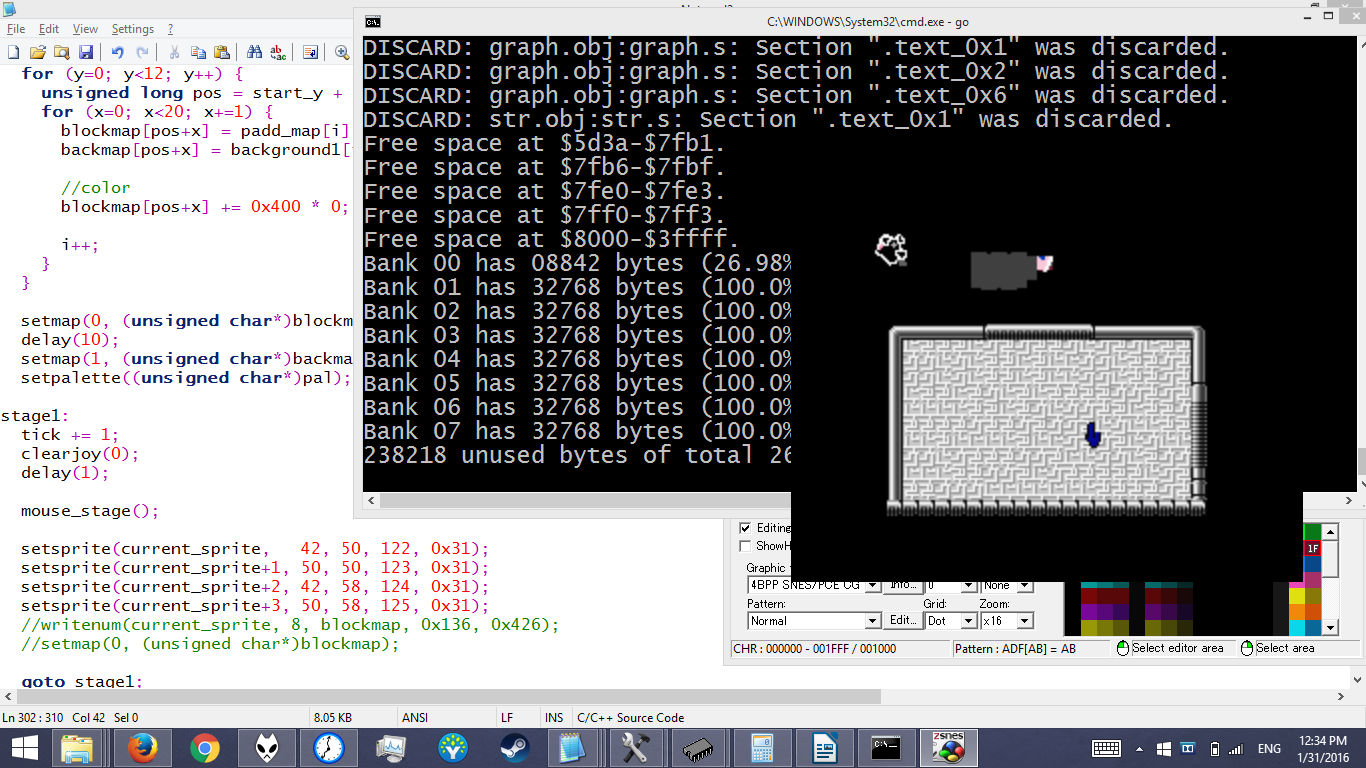 File Edit View Settings ?
for (y=0; y<12; y++) {
unsigned long pos = start_y +
for (x=0; x<20; x+=1) {
blockmap[pos+x] = padd_map[i]
backmap[pos+x] = background1[
//color
blockmap[pos+x] += 0x400 * 0;
i++;
}
}
setmap(0, (unsigned char*)blockm
delay(10);
setmap(1, (unsigned char*)backma
setpalette((unsigned char*)pal);
stage1:
tick += 1;
clearjoy(0);
delay(1);
mouse_stage();
setsprite(current_sprite, 42, 50, 122, 0x31);
setsprite(current_sprite+1, 50, 50, 123, 0x31);
setsprite(current_sprite+2, 42, 58, 124, 0x31);
setsprite(current_sprite+3, 50, 58, 125, 0x31);
//writenum(current_sprite, 8, blockmap, 0x136, 0x426);
//setmap(0, (unsigned char*)blockmap);
goto stage1;
Ln 302 : 310 Col 42 Sel 0 8.05 KB ANSI LF INS C/C++ Source Code
C:\WINDOWS\System32\cmd.exe - go
DISCARD: graph.obj:graph.s: Section ".text_0x1" was discarded.
DISCARD: graph.obj:graph.s: Section ".text_0x2" was discarded.
DISCARD: graph.obj:graph.s: Section ".text_0x6" was discarded.
DISCARD: str.obj:str.s: Section ".text_0x1" was discarded.
Free space at $5d3a-$7fb1.
Free space at $7fb6-$7fbf.
Free space at $7fe0-$7fe3.
Free space at $7ff0-$7ff3.
Free space at $8000-$3ffff.
Bank 00 has 08842 bytes (26.98%
Bank 01 has 32768 bytes (100.0%
Bank 02 has 32768 bytes (100.0%
Bank 03 has 32768 bytes (100.0%
Bank 04 has 32768 bytes (100.0%
Bank 05 has 32768 bytes (100.0%
Bank 06 has 32768 bytes (100.0%
Bank 07 has 32768 bytes (100.0%
238218 unused bytes of total 26
Editing
ShowH
Graphic
4BPP SNES/PCE CG Info.. 0 None
Pattern: Grid: Zoom:
Normal Edit.. Dot x16
1F
CHR : 000000 - 001FFF / 001000 Pattern : ADF[AB] = AB Select editor area Select area
ZSNES
ENG
12:34 PM
1/31/2016